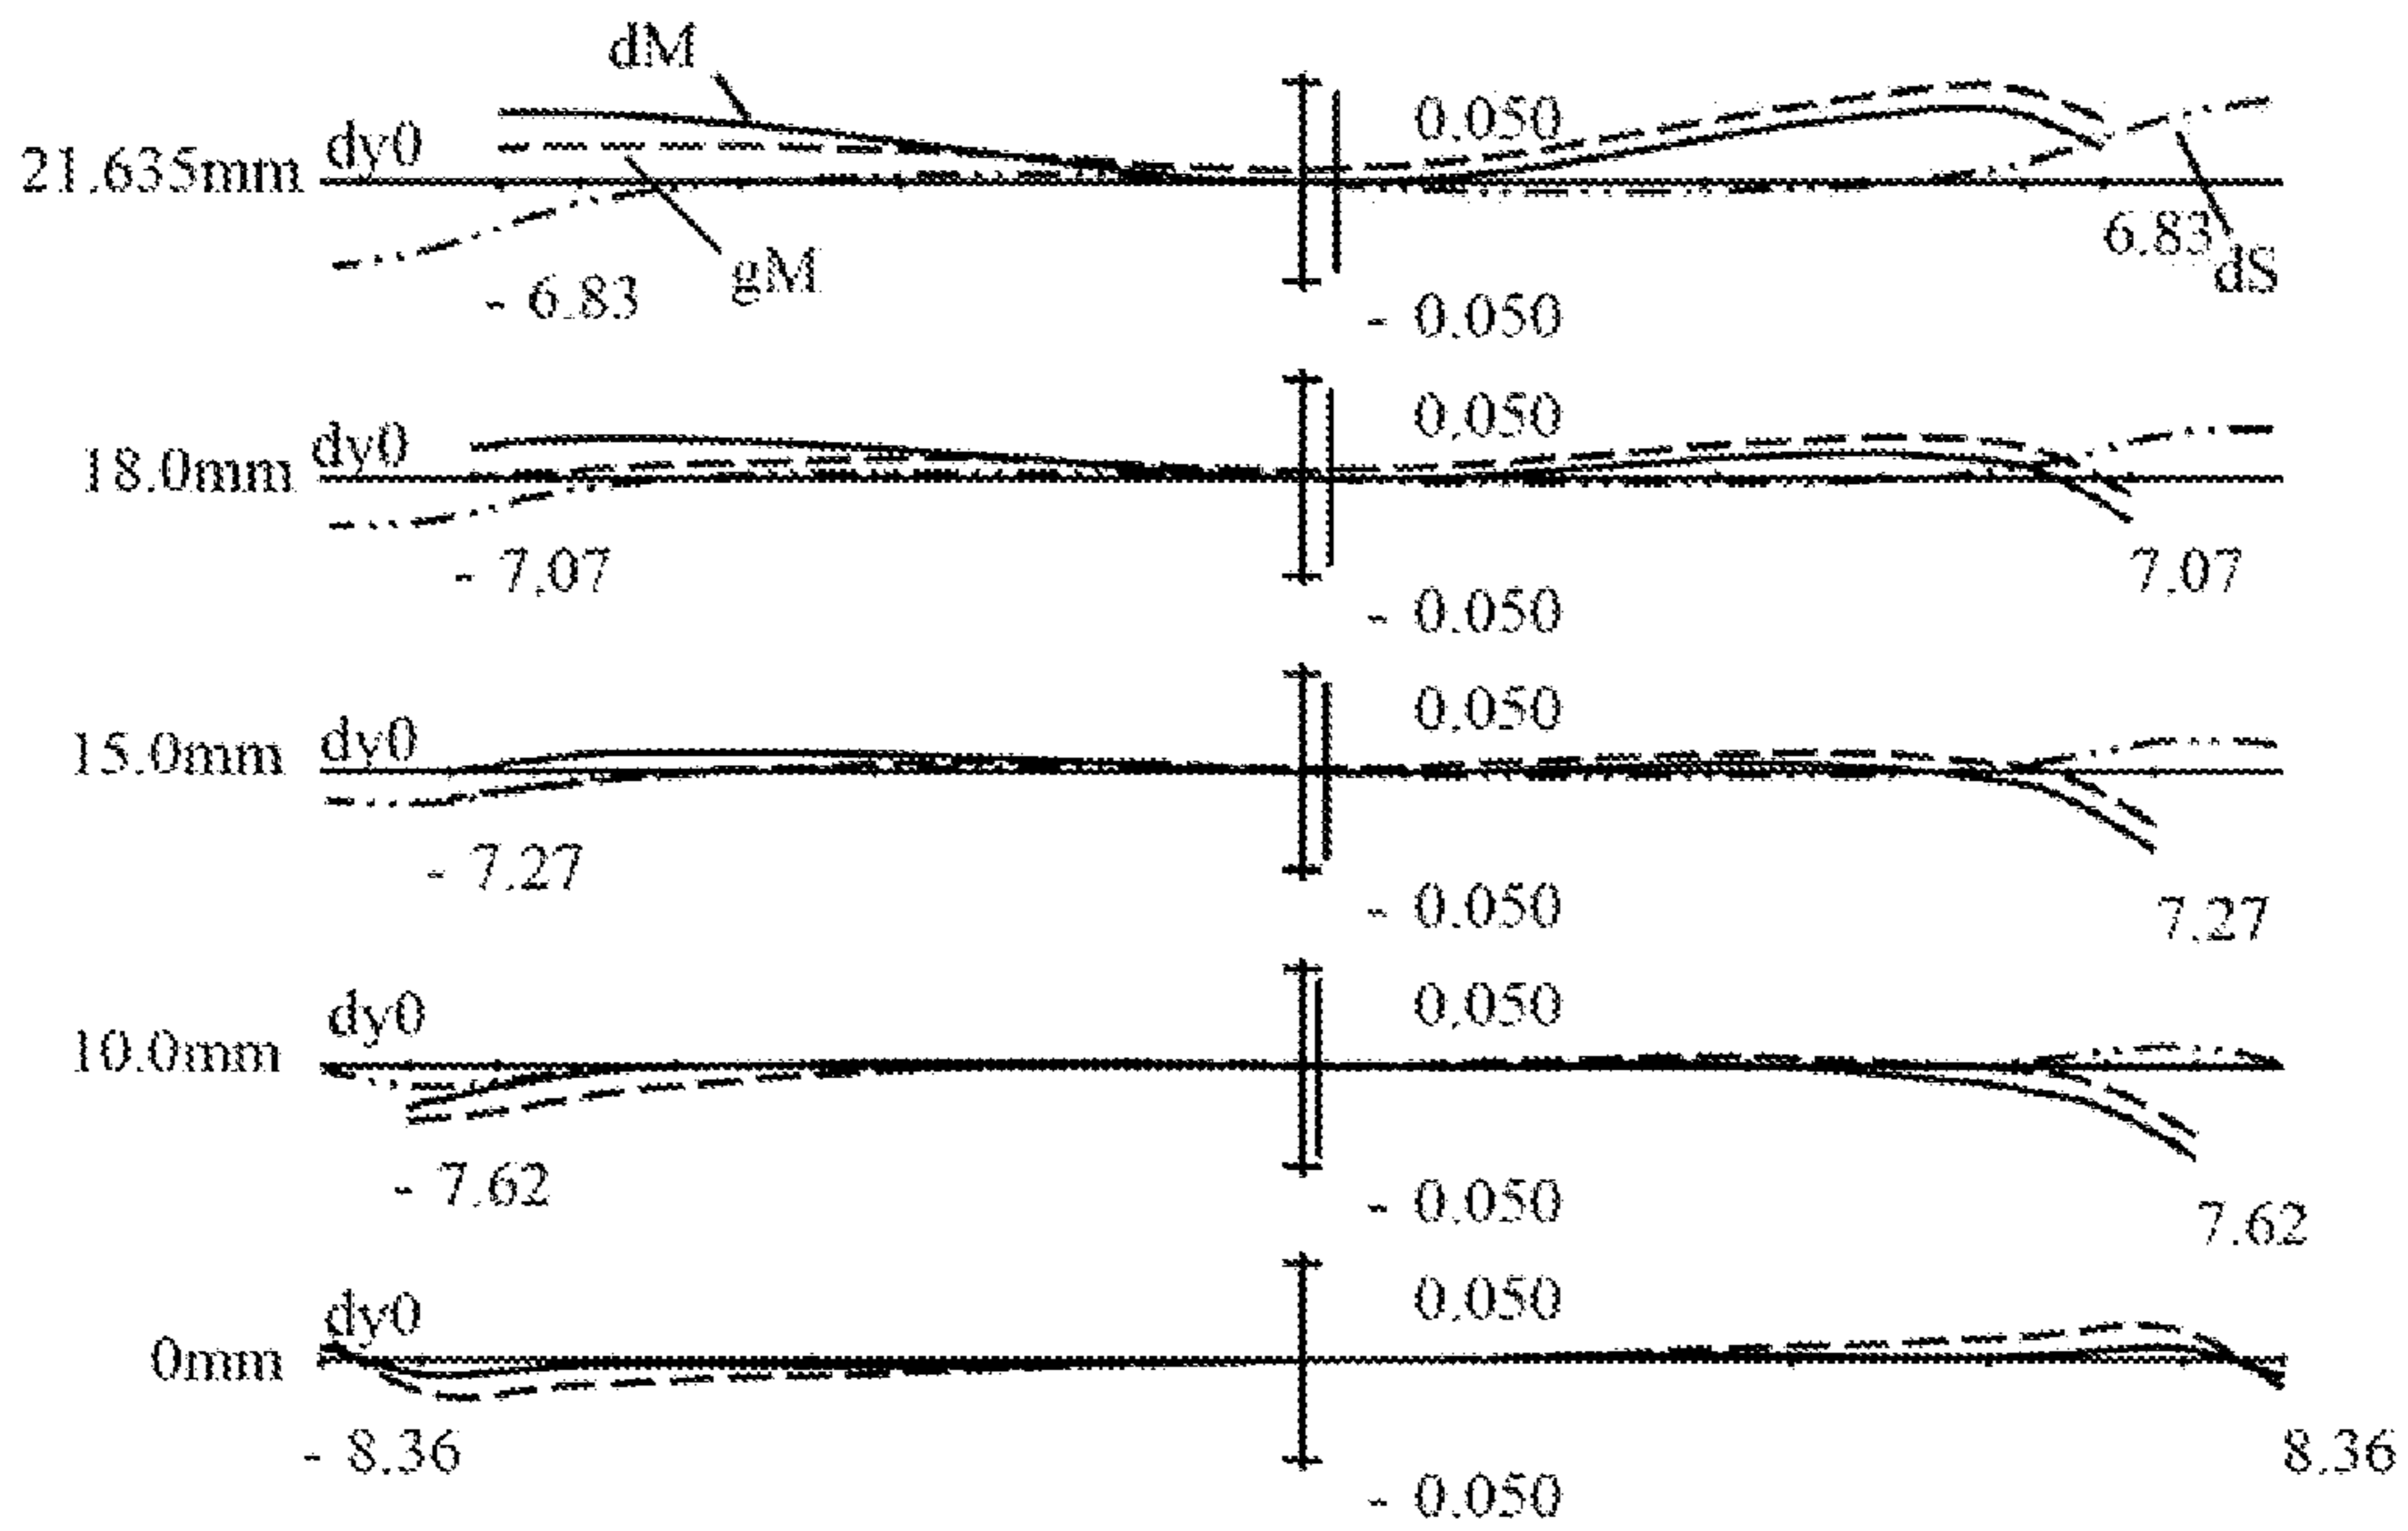 dM
dy0 0.050
21.635mm
6.83 dS
- 6.83 gM
- 0.050
dy0 0.050
18.0mm
- 7.07 7.07
- 0.050
dy0 0.050
15.0mm
- 7.27
- 0.050 7.27
dy0 0.050
10.0mm
- 7.62
- 0.050 7.62
dy0 0.050
0mm
- 8.36 8.36
- 0.050